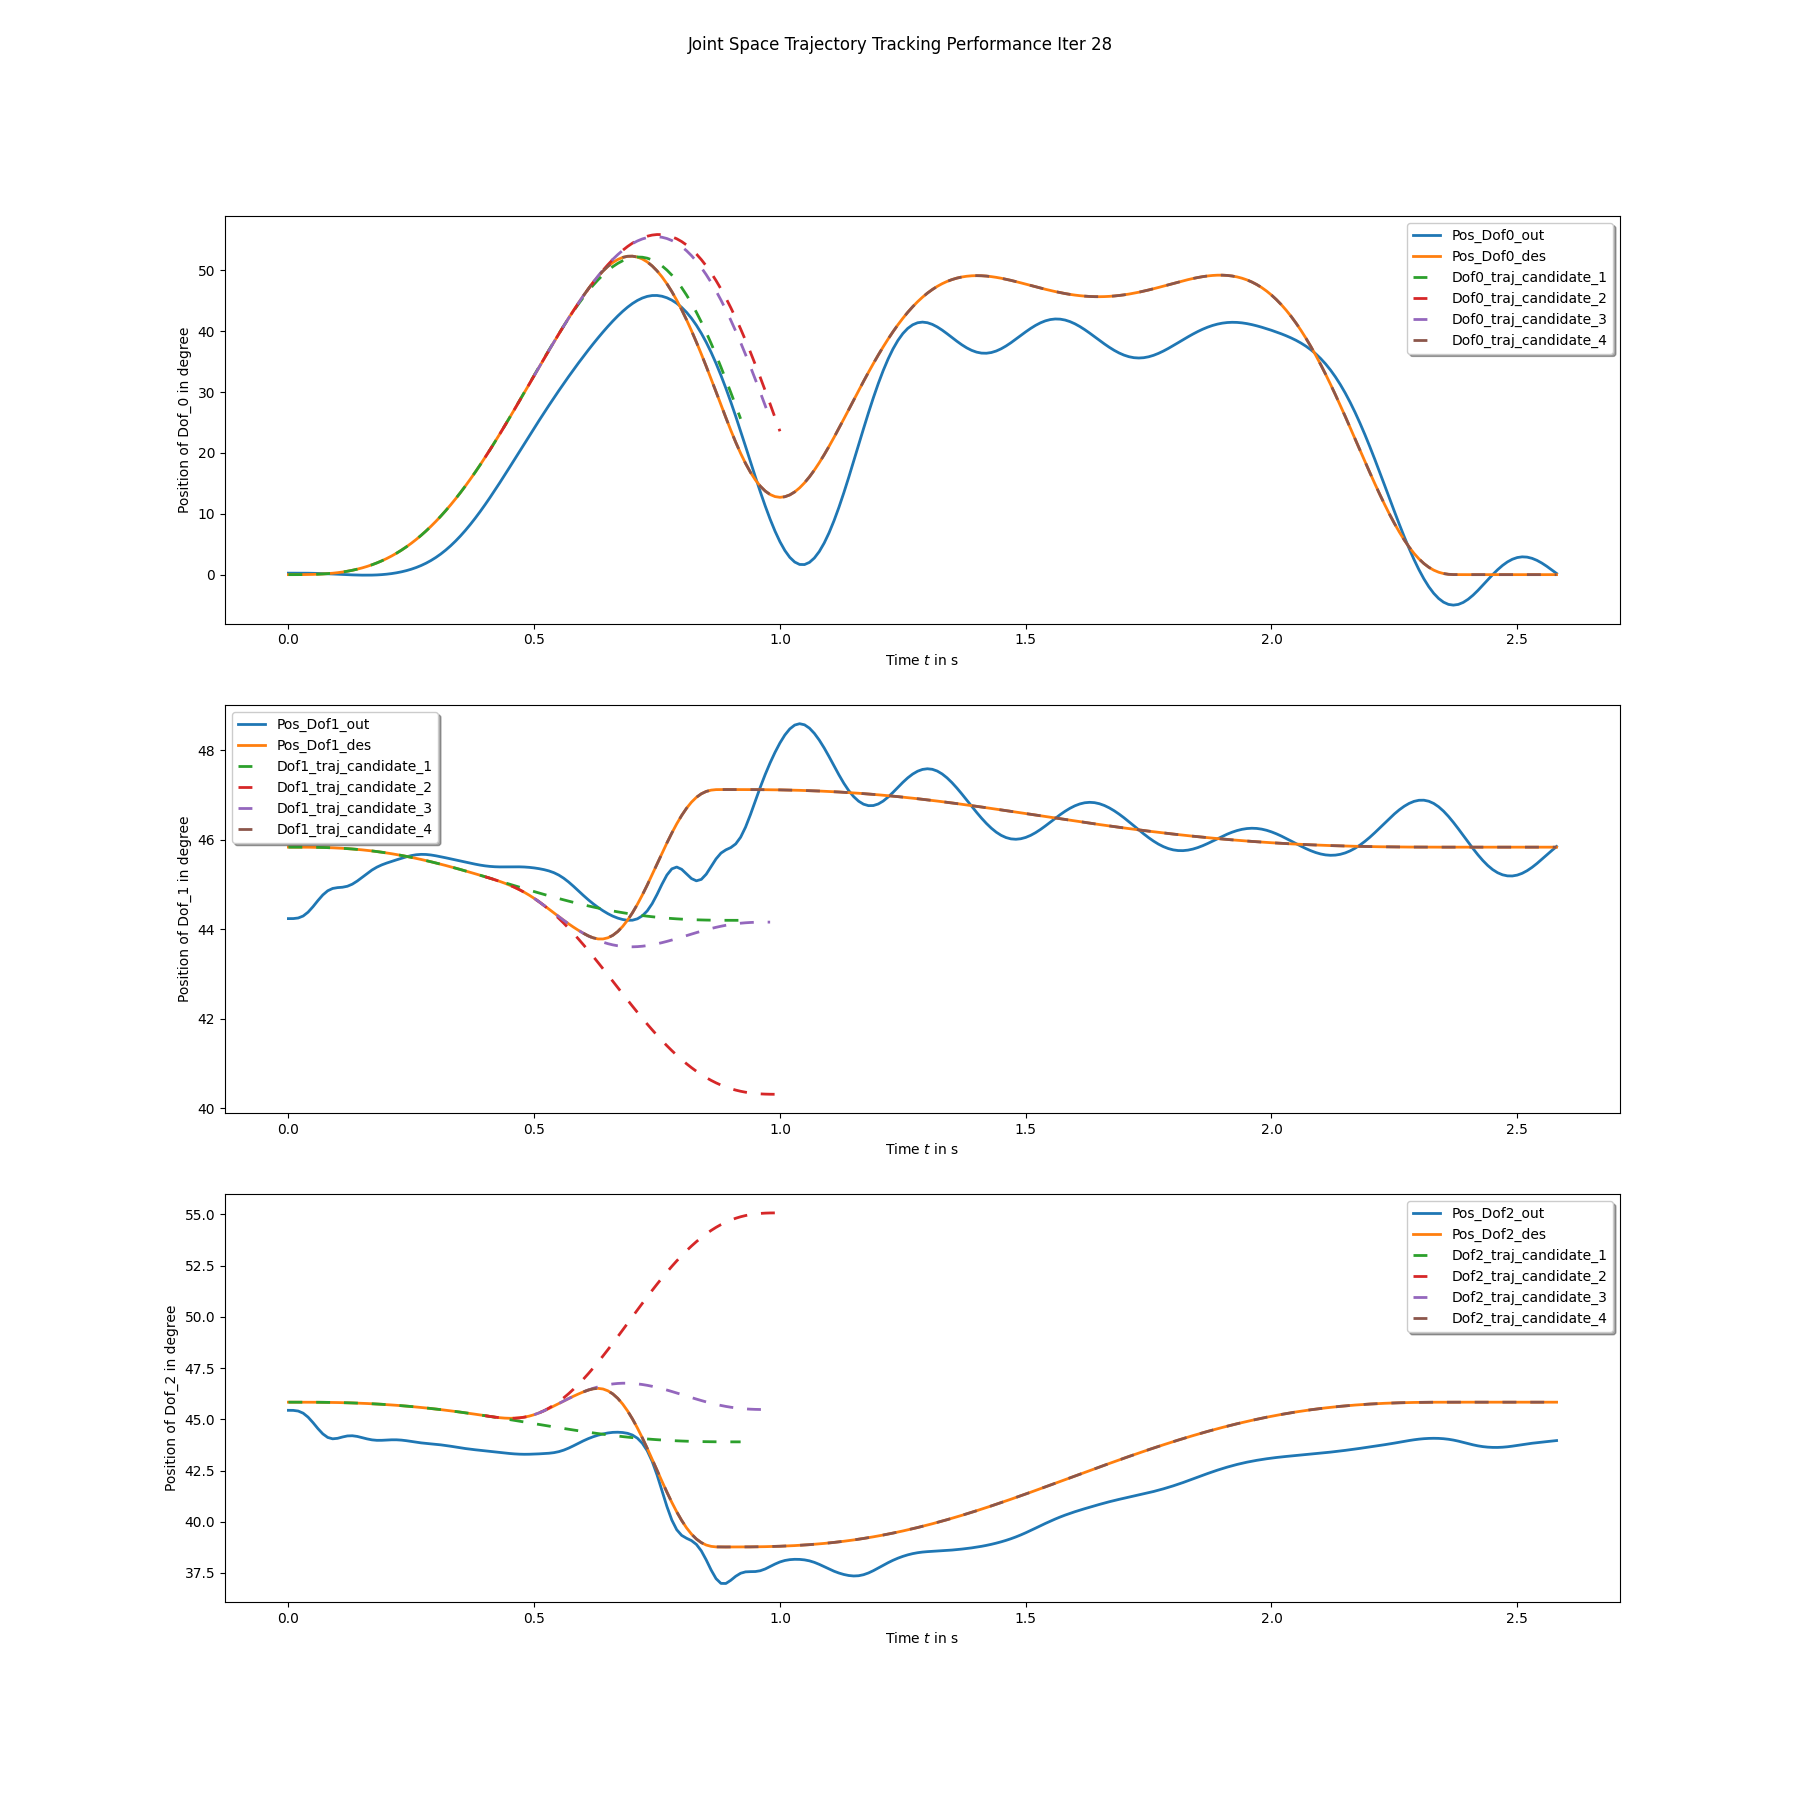 Joint Space Trajectory Tracking Performance Iter 28
Position of Dof_0 in degree
50
40
30
20
10
0
Pos_Dof0_out
Pos_Dof0_des
Dof0_traj_candidate_1
Dof0_traj_candidate_2
Dof0_traj_candidate_3
Dof0_traj_candidate_4
0.0 0.5 1.0 1.5 2.0 2.5
Time t in s
Position of Dof_1 in degree
48
46
44
42
40
Pos_Dof1_out
Pos_Dof1_des
Dof1_traj_candidate_1
Dof1_traj_candidate_2
Dof1_traj_candidate_3
Dof1_traj_candidate_4
0.0 0.5 1.0 1.5 2.0 2.5
Time t in s
Position of Dof_2 in degree
55.0
52.5
50.0
47.5
45.0
42.5
40.0
37.5
Pos_Dof2_out
Pos_Dof2_des
Dof2_traj_candidate_1
Dof2_traj_candidate_2
Dof2_traj_candidate_3
Dof2_traj_candidate_4
0.0 0.5 1.0 1.5 2.0 2.5
Time t in s